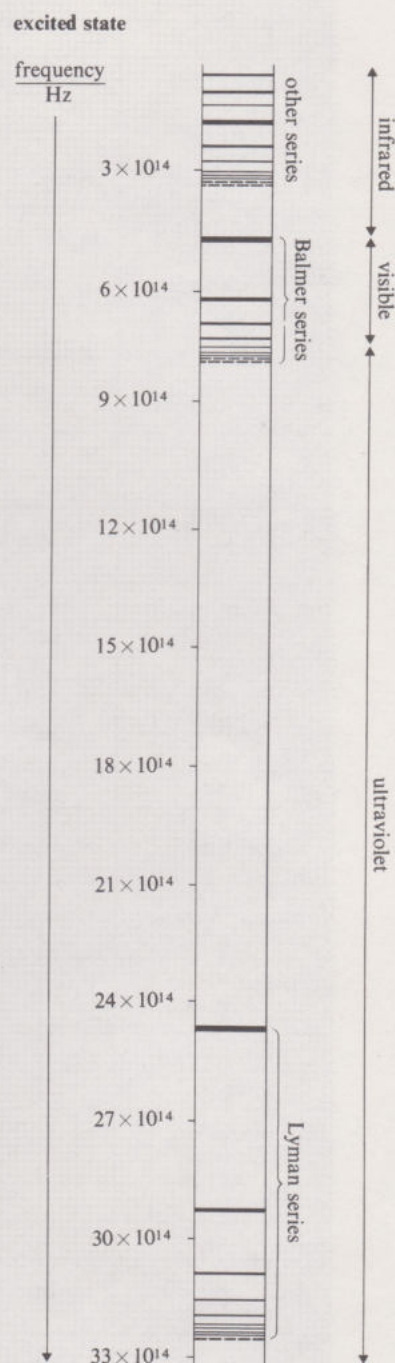 excited state
frequency
Hz
other series
infrared
3 × 10¹⁴
Balmer series
visible
6 × 10¹⁴
9 × 10¹⁴
12 × 10¹⁴
15 × 10¹⁴
18 × 10¹⁴
ultraviolet
21 × 10¹⁴
24 × 10¹⁴
27 × 10¹⁴
Lyman series
30 × 10¹⁴
33 × 10¹⁴